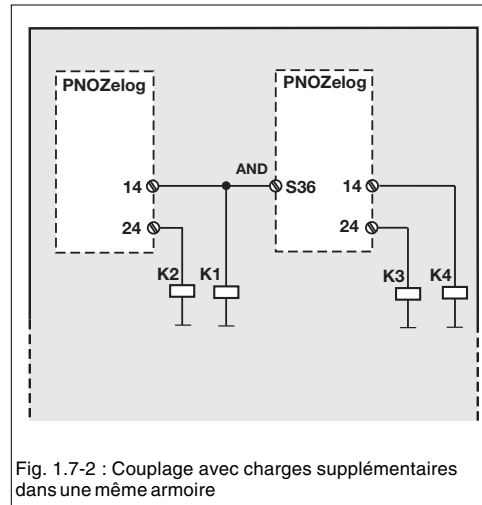 PNOZelog PNOZelog
AND
14 S36 14
24 24
K2 K1 K3 K4
Fig. 1.7-2 : Couplage avec charges supplémentaires
dans une même armoire